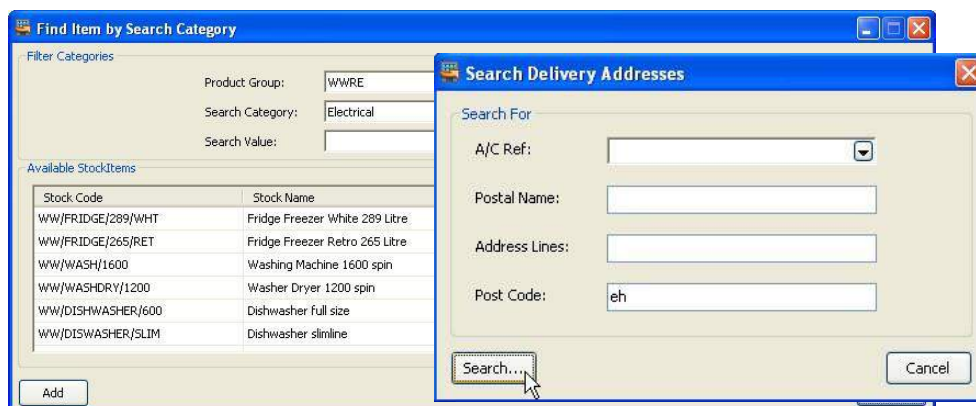 Find Item by Search Category
Filter Categories
Product Group: WWRE
Search Category: Electrical
Search Value:
Available StockItems
Stock Code Stock Name
WW/FRIDGE/289/WHT Fridge Freezer White 289 Litre
WW/FRIDGE/265/RET Fridge Freezer Retro 265 Litre
WW/WASH/1600 Washing Machine 1600 spin
WW/WASHDRY/1200 Washer Dryer 1200 spin
WW/DISHWASHER/600 Dishwasher full size
WW/DISWASHER/SLIM Dishwasher slimline
Add
Search Delivery Addresses
Search For
A/C Ref:
Postal Name:
Address Lines:
Post Code: eh
Search... Cancel